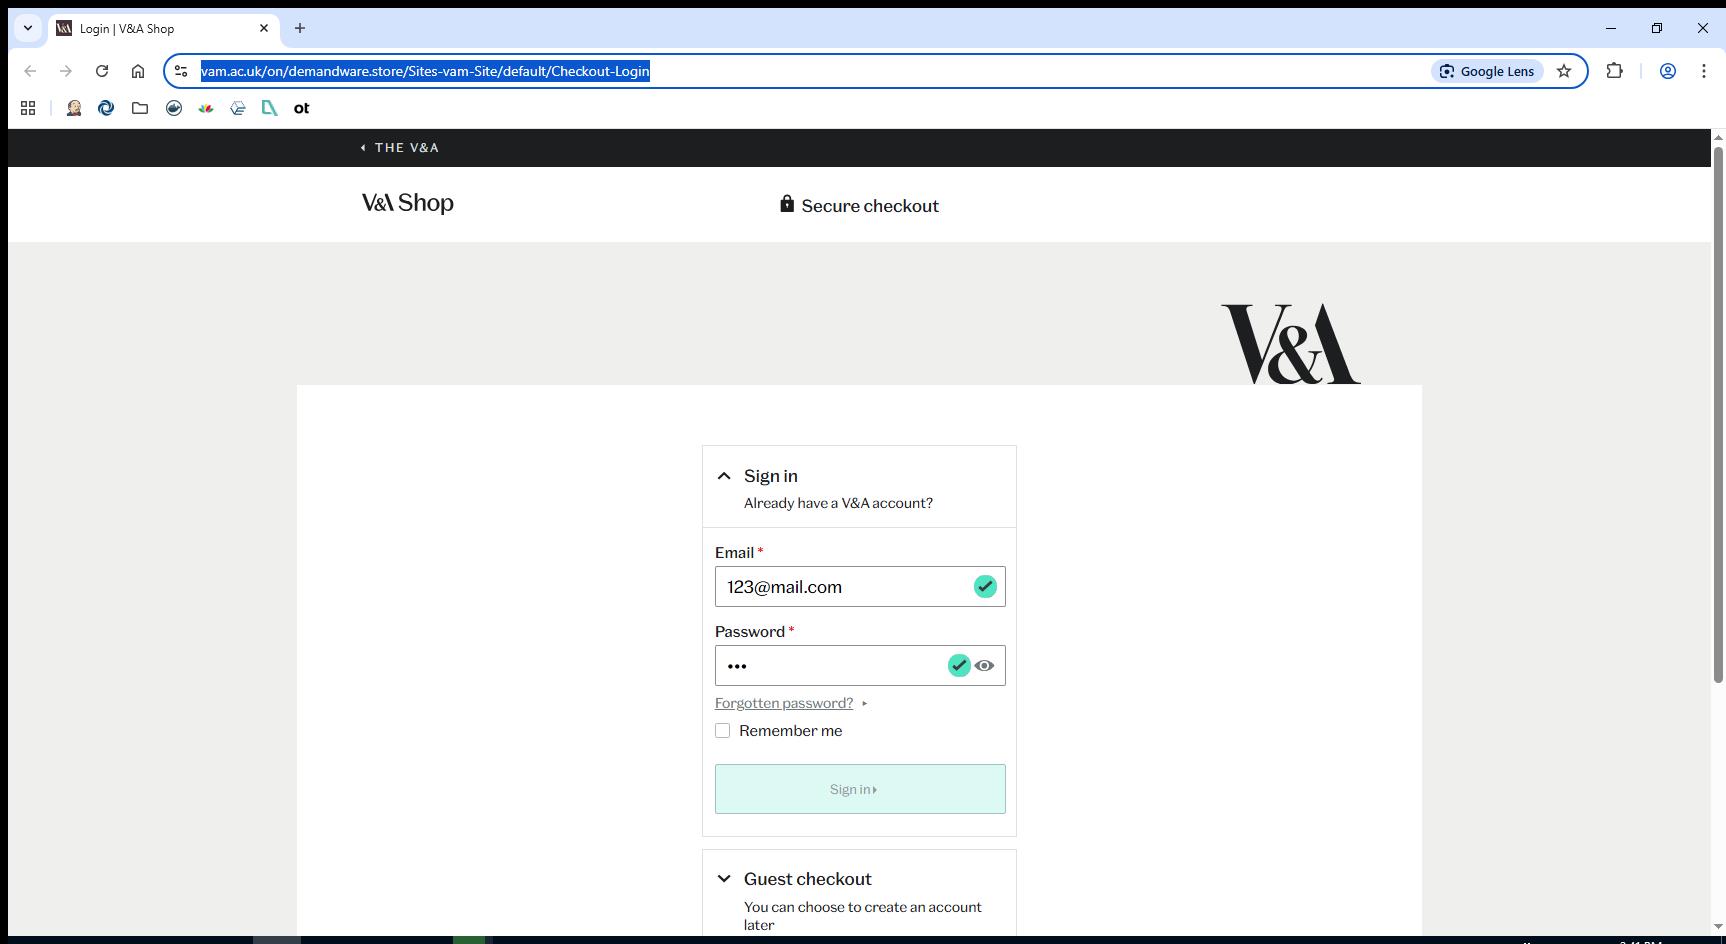 Login | V&A Shop
vam.ac.uk/on/demandware.store/Sites-vam-Site/default/Checkout-Login
Google Lens
ot
THE V&A
V&A Shop
Secure checkout
V&A
Sign in
Already have a V&A account?
Email *
123@mail.com
Password *
Forgotten password?
Remember me
Sign in
Guest checkout
You can choose to create an account
later